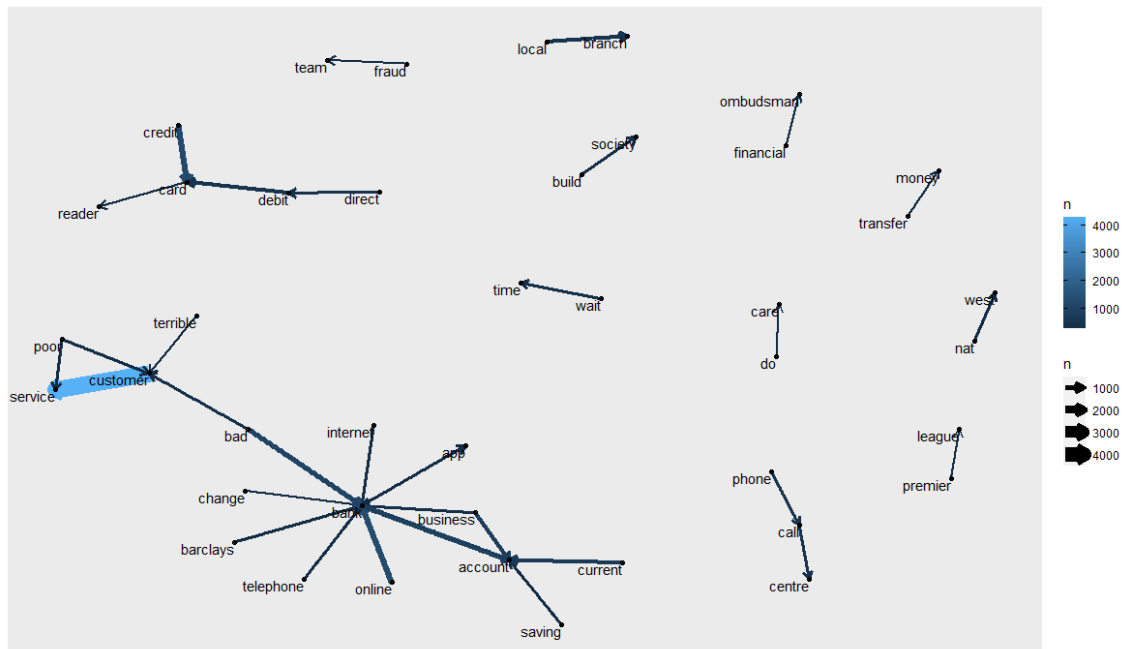 local
branch
team
fraud
ombudsman
credit
society
financial
build
money
card
debit
direct
reader
transfer
time
wait
west
care
terrible
poor
nat
do
customer
service
bad
internet
league
app
phone
premier
change
bank
business
call
barclays
account
current
telephone
online
centre
saving
n
4000
3000
2000
1000
n
1000
2000
3000
4000